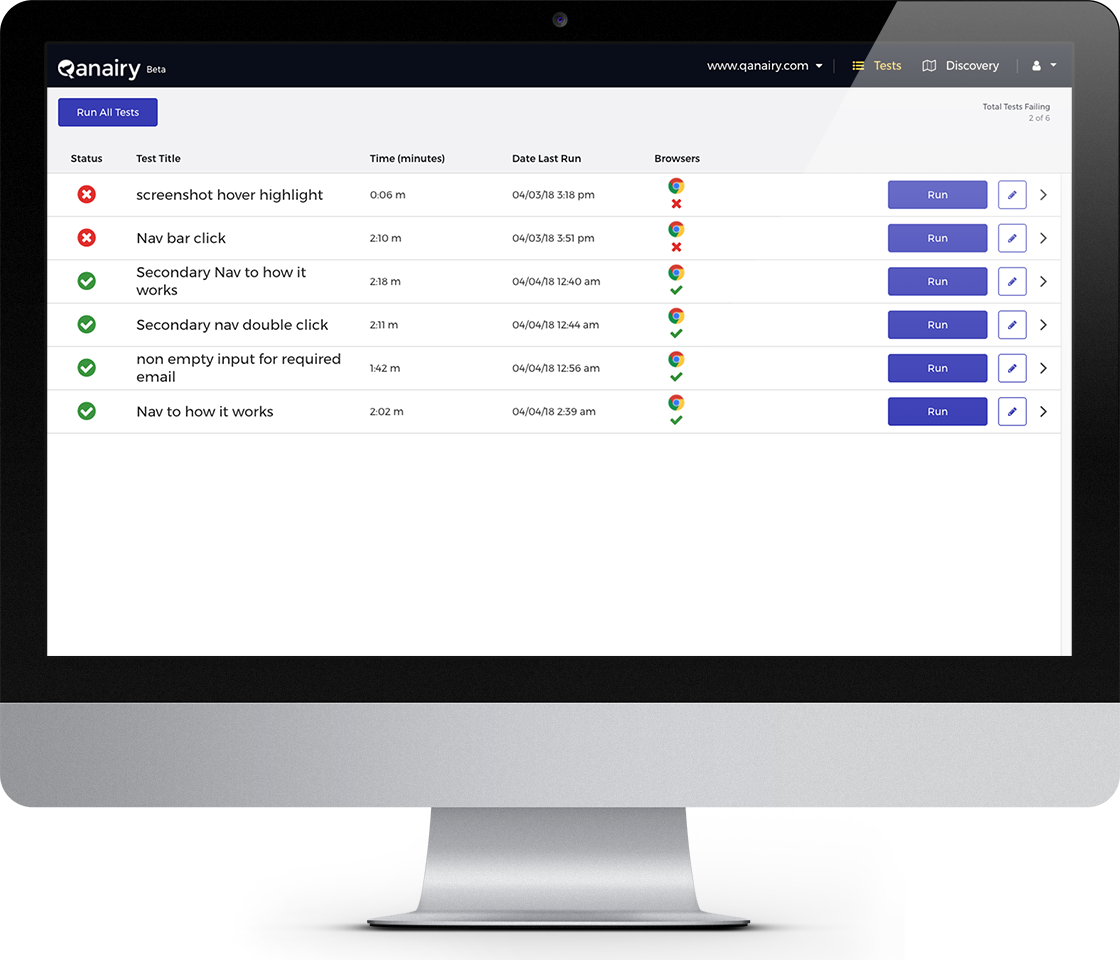 Qanairy Beta www.qanairy.com Tests Discovery
Run All Tests Total Tests Failing
2 of 6
Status Test Title Time (minutes) Date Last Run Browsers
screenshot hover highlight 0:06 m 04/03/18 3:18 pm Run
Nav bar click 2:10 m 04/03/18 3:51 pm Run
Secondary Nav to how it
works 2:18 m 04/04/18 12:40 am Run
Secondary nav double click 2:11 m 04/04/18 12:44 am Run
non empty input for required
email 1:42 m 04/04/18 12:56 am Run
Nav to how it works 2:02 m 04/04/18 2:39 am Run